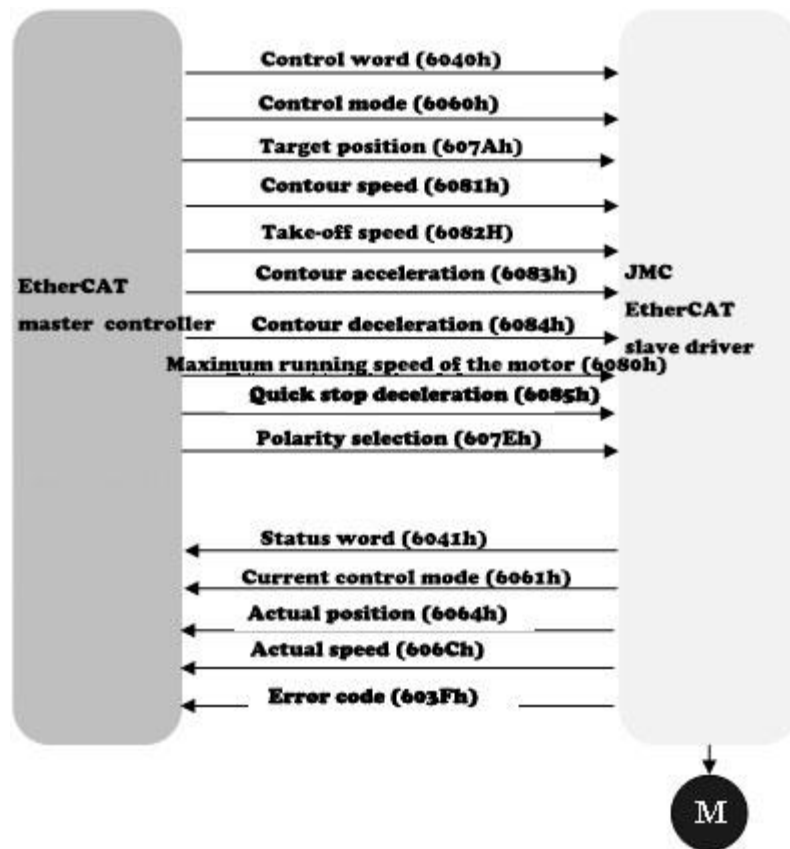 Control word (6040h)
Control mode (6060h)
Target position (607Ah)
Contour speed (6081h)
Take-off speed (6082H)
Contour acceleration (6083h)
Contour deceleration (6084h)
Maximum running speed of the motor (6080h)
Quick stop deceleration (6085h)
Polarity selection (607Eh)
EtherCAT
master controller
JMC
EtherCAT
slave driver
Status word (6041h)
Current control mode (6061h)
Actual position (6064h)
Actual speed (606Ch)
Error code (603Fh)
M